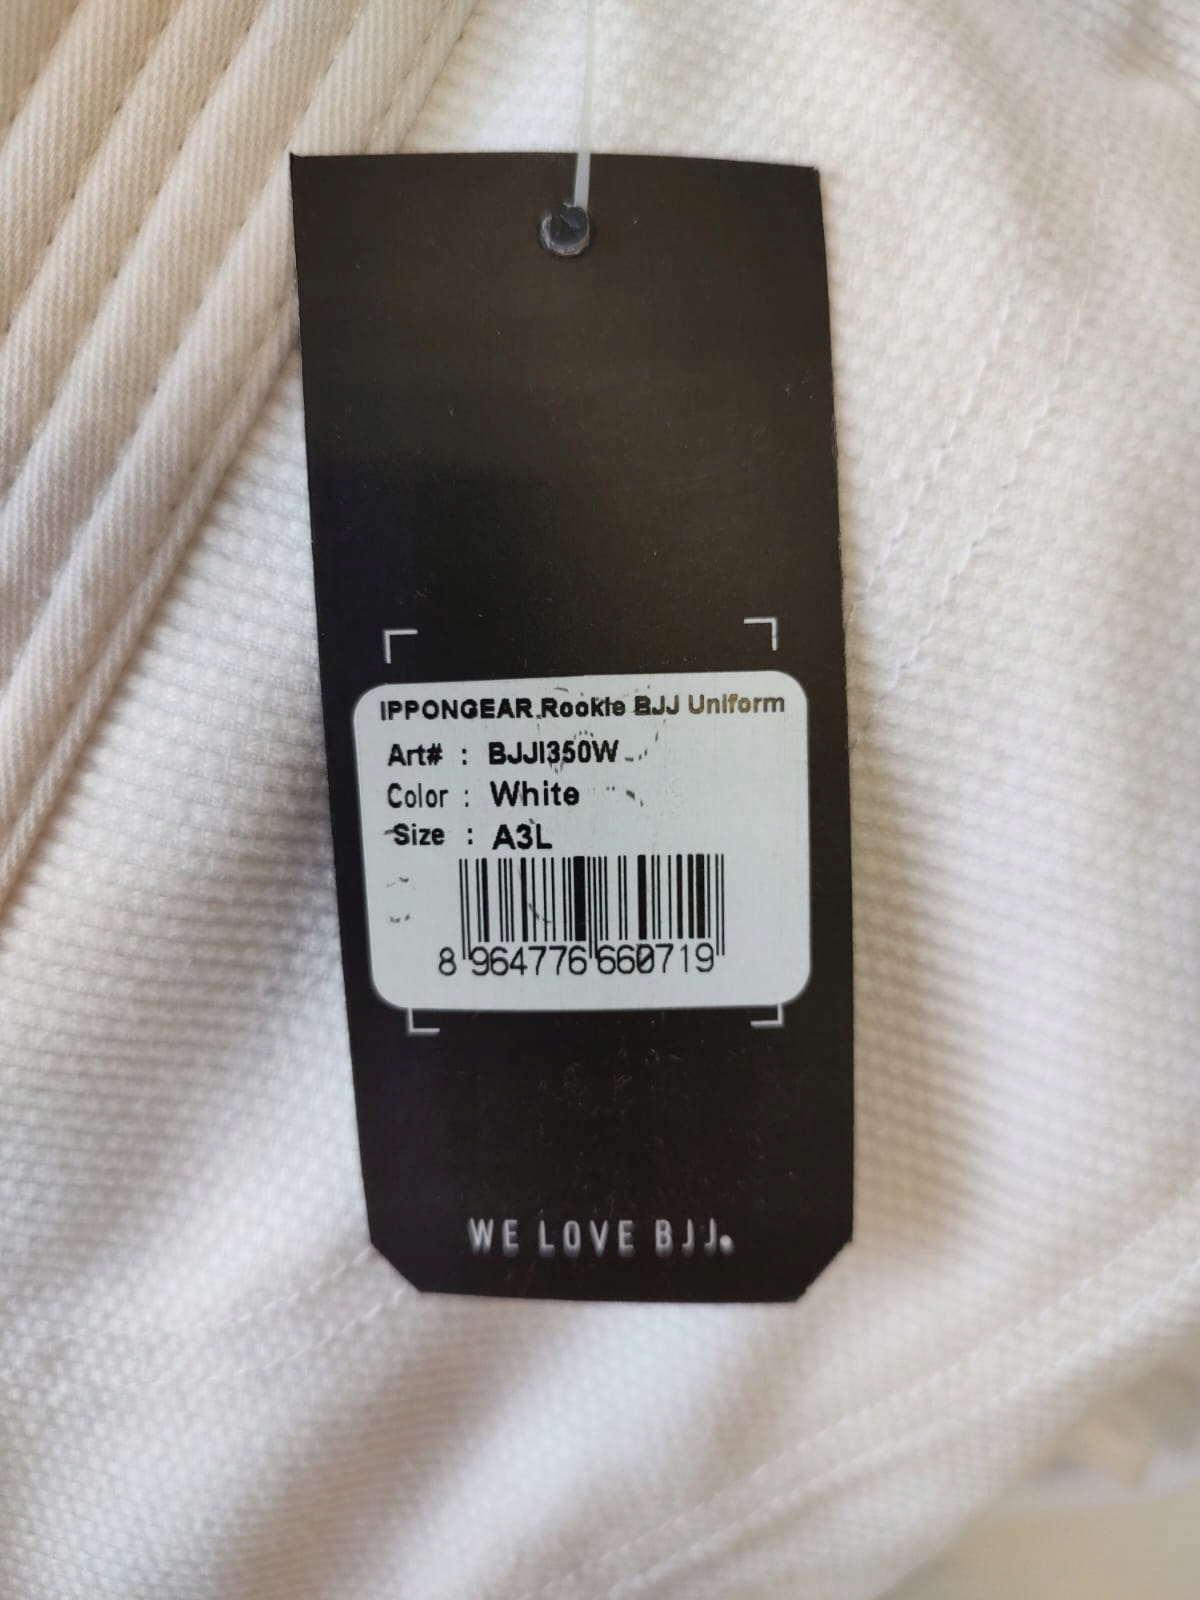 IPPONGEAR Rookie BJJ Uniform
Art# : BJJI350W
Color : White
Size : A3L
8 964776 660719
WE LOVE BJJ.